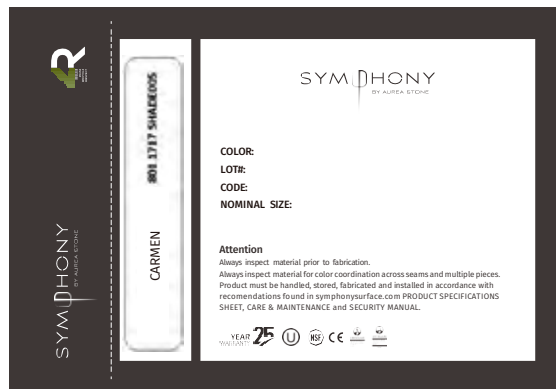 4R
SYMPHONY
BY AUREA STONE
801 1717 SHADE005
CARMEN
SYMPHONY
BY AUREA STONE
COLOR:
LOT#:
CODE:
NOMINAL SIZE:
Attention
Always inspect material prior to fabrication.
Always inspect material for color coordination across seams and multiple pieces.
Product must be handled, stored, fabricated and installed in accordance with
recomendations found in symphonysurface.com PRODUCT SPECIFICATIONS
SHEET, CARE & MAINTENANCE and SECURITY MANUAL.
YEAR 25
WARRANTY
U
NSF
CE